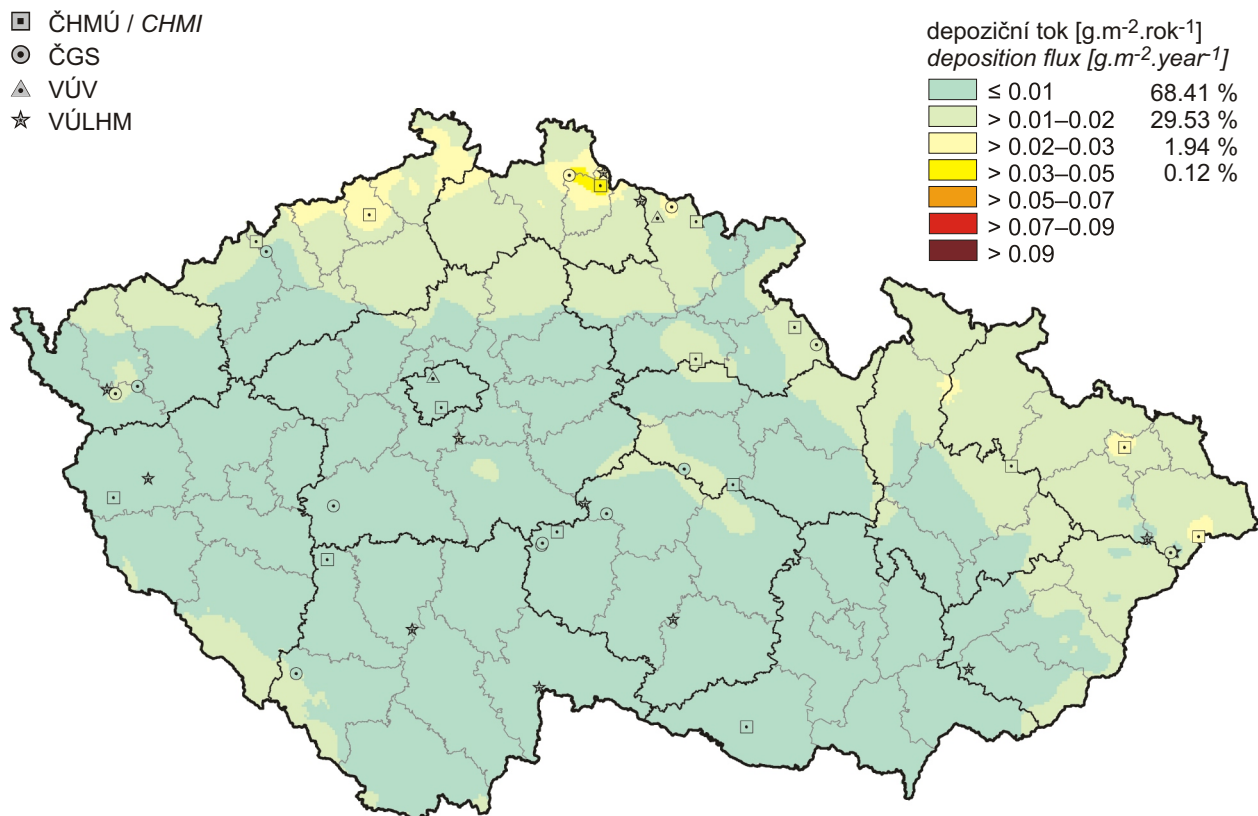 ČHMÚ / CHMI
ČGS
VÚV
VÚLHM
depoziční tok [g.m-2.rok-1]
deposition flux [g.m-2.year-1]
≤ 0.01 68.41 %
> 0.01–0.02 29.53 %
> 0.02–0.03 1.94 %
> 0.03–0.05 0.12 %
> 0.05–0.07
> 0.07–0.09
> 0.09